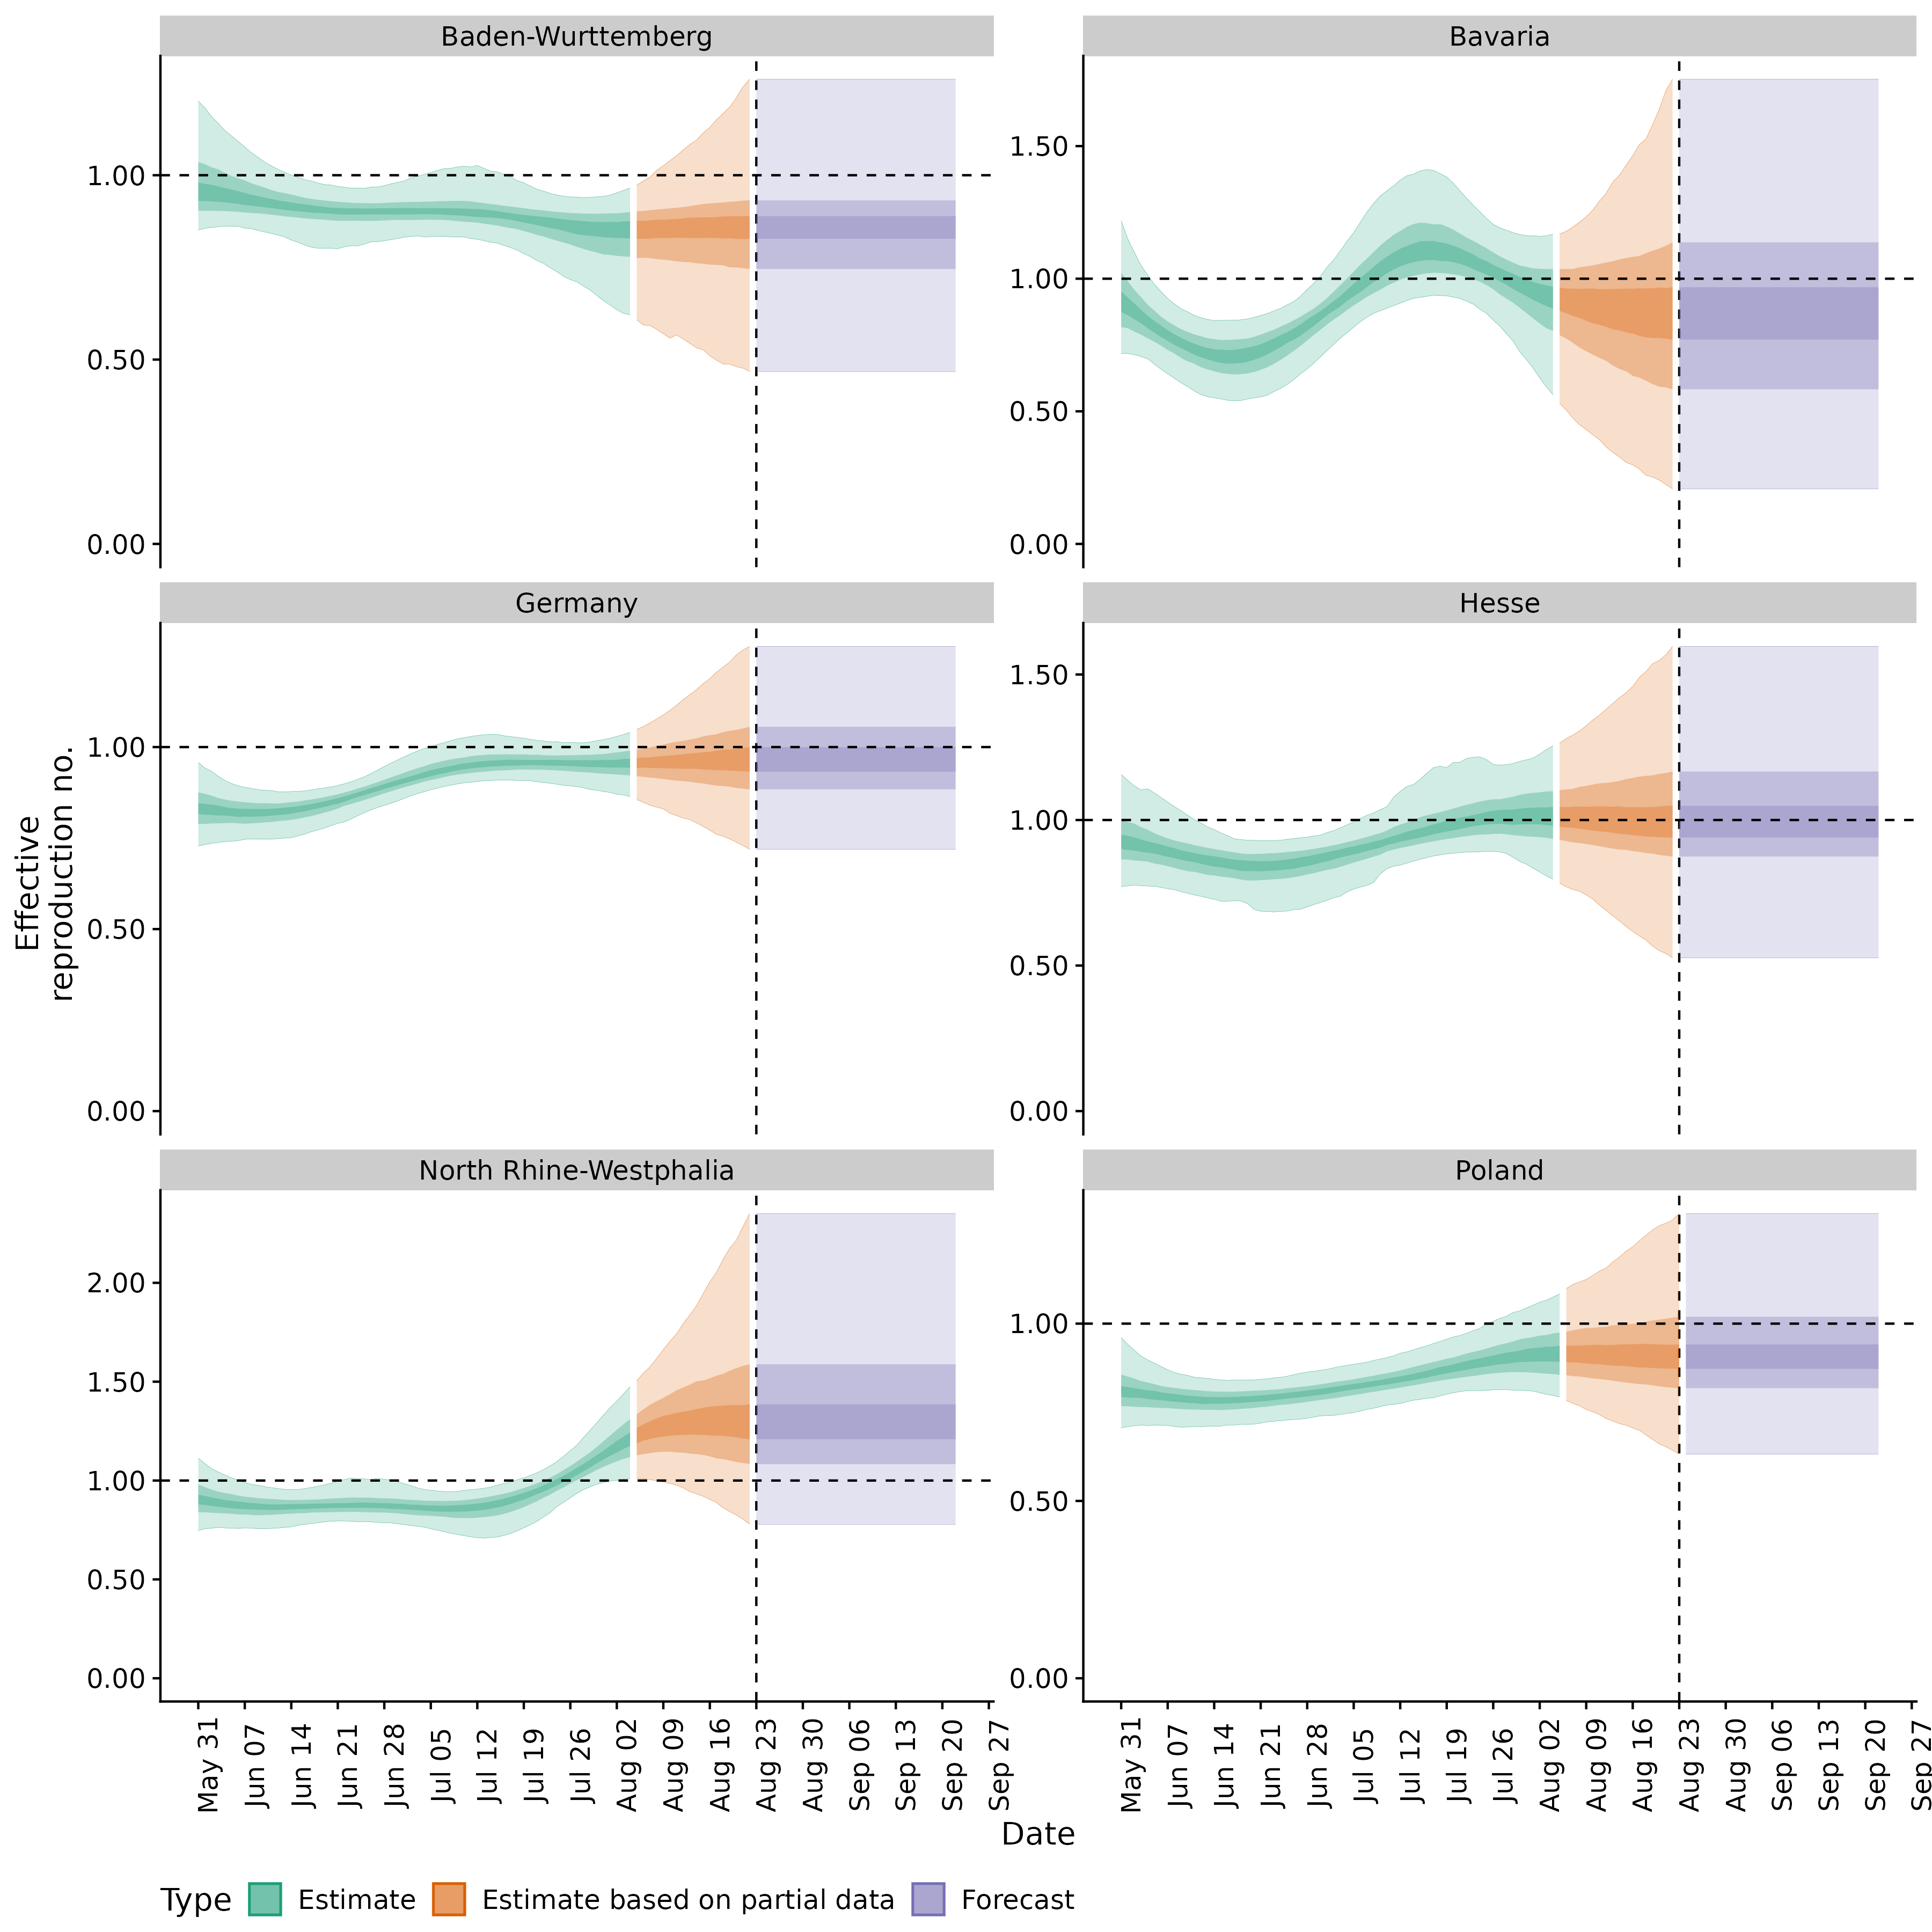 Baden-Wurttemberg
1.00
0.50
0.00
Bavaria
1.50
1.00
0.50
0.00
Germany
1.00
0.50
0.00
Hesse
1.50
1.00
0.50
0.00
North Rhine-Westphalia
2.00
1.50
1.00
0.50
0.00
Poland
1.00
0.50
0.00
Effective
reproduction no.
May 31
Jun 07
Jun 14
Jun 21
Jun 28
Jul 05
Jul 12
Jul 19
Jul 26
Aug 02
Aug 09
Aug 16
Aug 23
Aug 30
Sep 06
Sep 13
Sep 20
Sep 27
May 31
Jun 07
Jun 14
Jun 21
Jun 28
Jul 05
Jul 12
Jul 19
Jul 26
Aug 02
Aug 09
Aug 16
Aug 23
Aug 30
Sep 06
Sep 13
Sep 20
Sep 27
Date
Type Estimate Estimate based on partial data Forecast